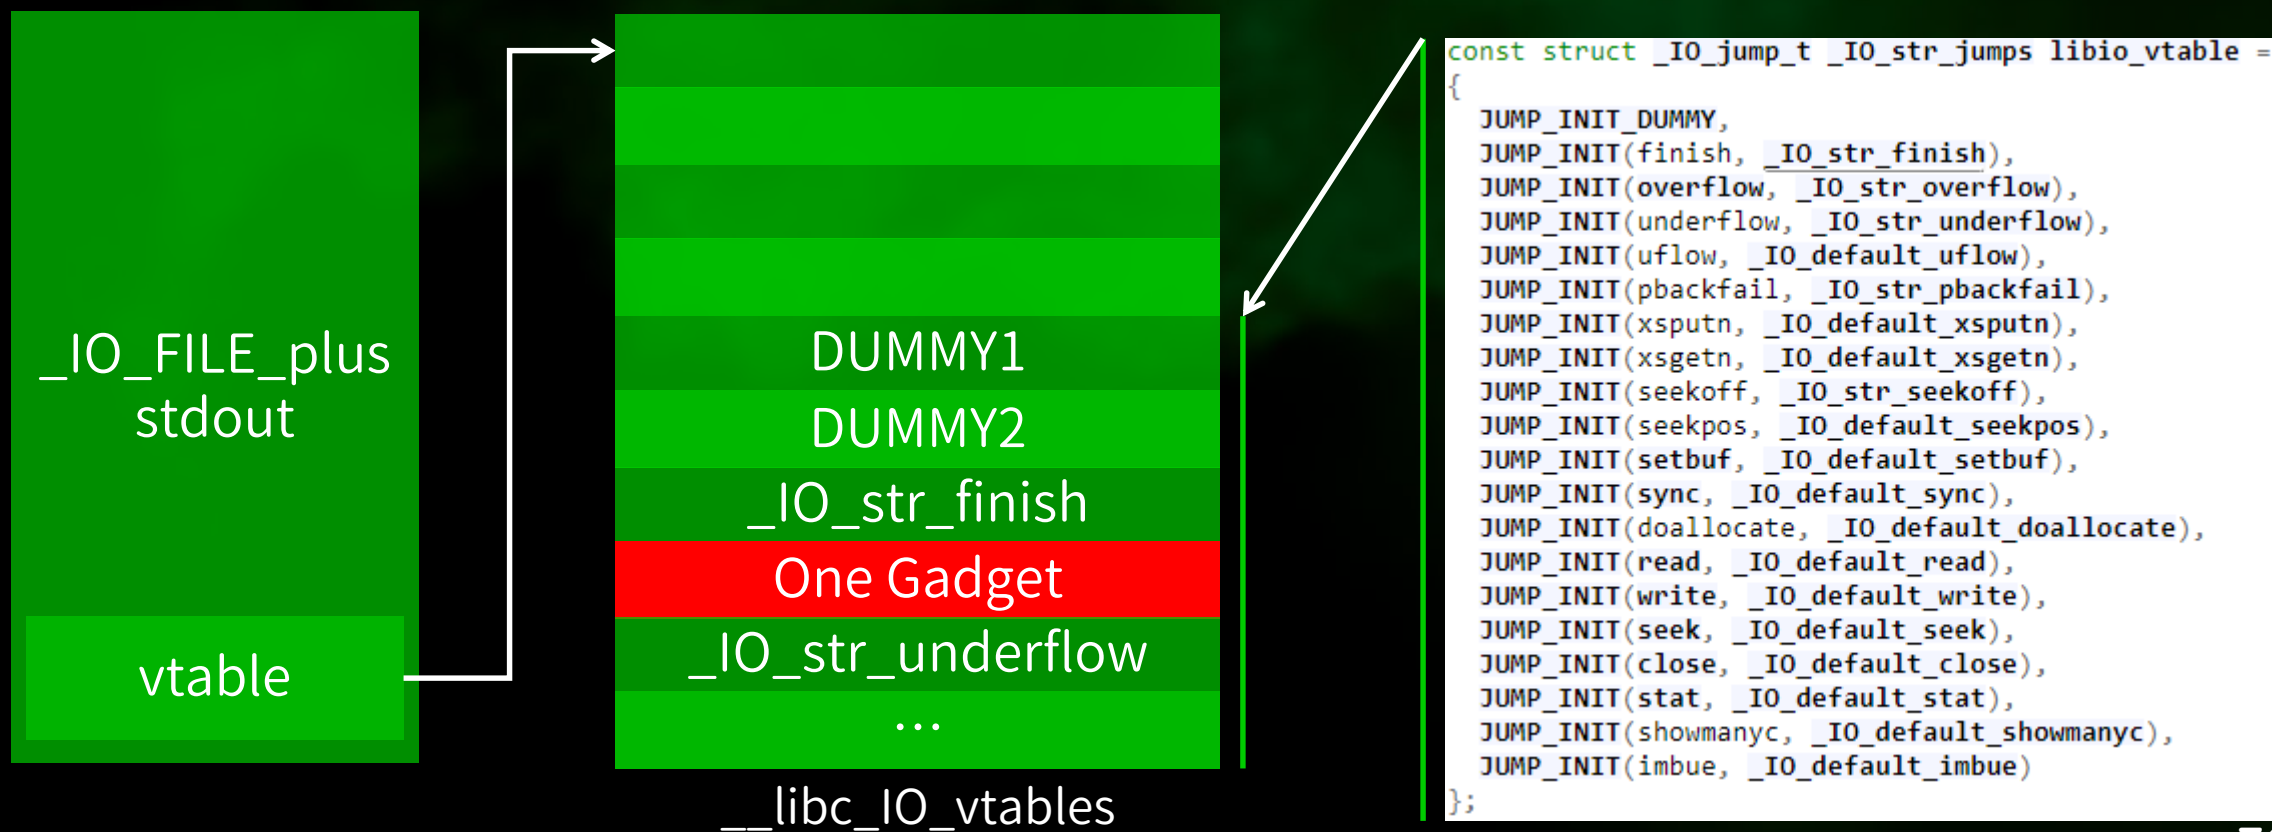 _IO_FILE_plus
stdout
vtable
DUMMY1
DUMMY2
_IO_str_finish
One Gadget
_IO_str_underflow
...
__libc_IO_vtables
const struct _IO_jump_t _IO_str_jumps libio_vtable =
{
JUMP_INIT_DUMMY,
JUMP_INIT(finish, _IO_str_finish),
JUMP_INIT(overflow, _IO_str_overflow),
JUMP_INIT(underflow, _IO_str_underflow),
JUMP_INIT(uflow, _IO_default_uflow),
JUMP_INIT(pbackfail, _IO_str_pbackfail),
JUMP_INIT(xsputn, _IO_default_xsputn),
JUMP_INIT(xsgetn, _IO_default_xsgetn),
JUMP_INIT(seekoff, _IO_str_seekoff),
JUMP_INIT(seekpos, _IO_default_seekpos),
JUMP_INIT(setbuf, _IO_default_setbuf),
JUMP_INIT(sync, _IO_default_sync),
JUMP_INIT(doallocate, _IO_default_doallocate),
JUMP_INIT(read, _IO_default_read),
JUMP_INIT(write, _IO_default_write),
JUMP_INIT(seek, _IO_default_seek),
JUMP_INIT(close, _IO_default_close),
JUMP_INIT(stat, _IO_default_stat),
JUMP_INIT(showmanyc, _IO_default_showmanyc),
JUMP_INIT(imbue, _IO_default_imbue)
};